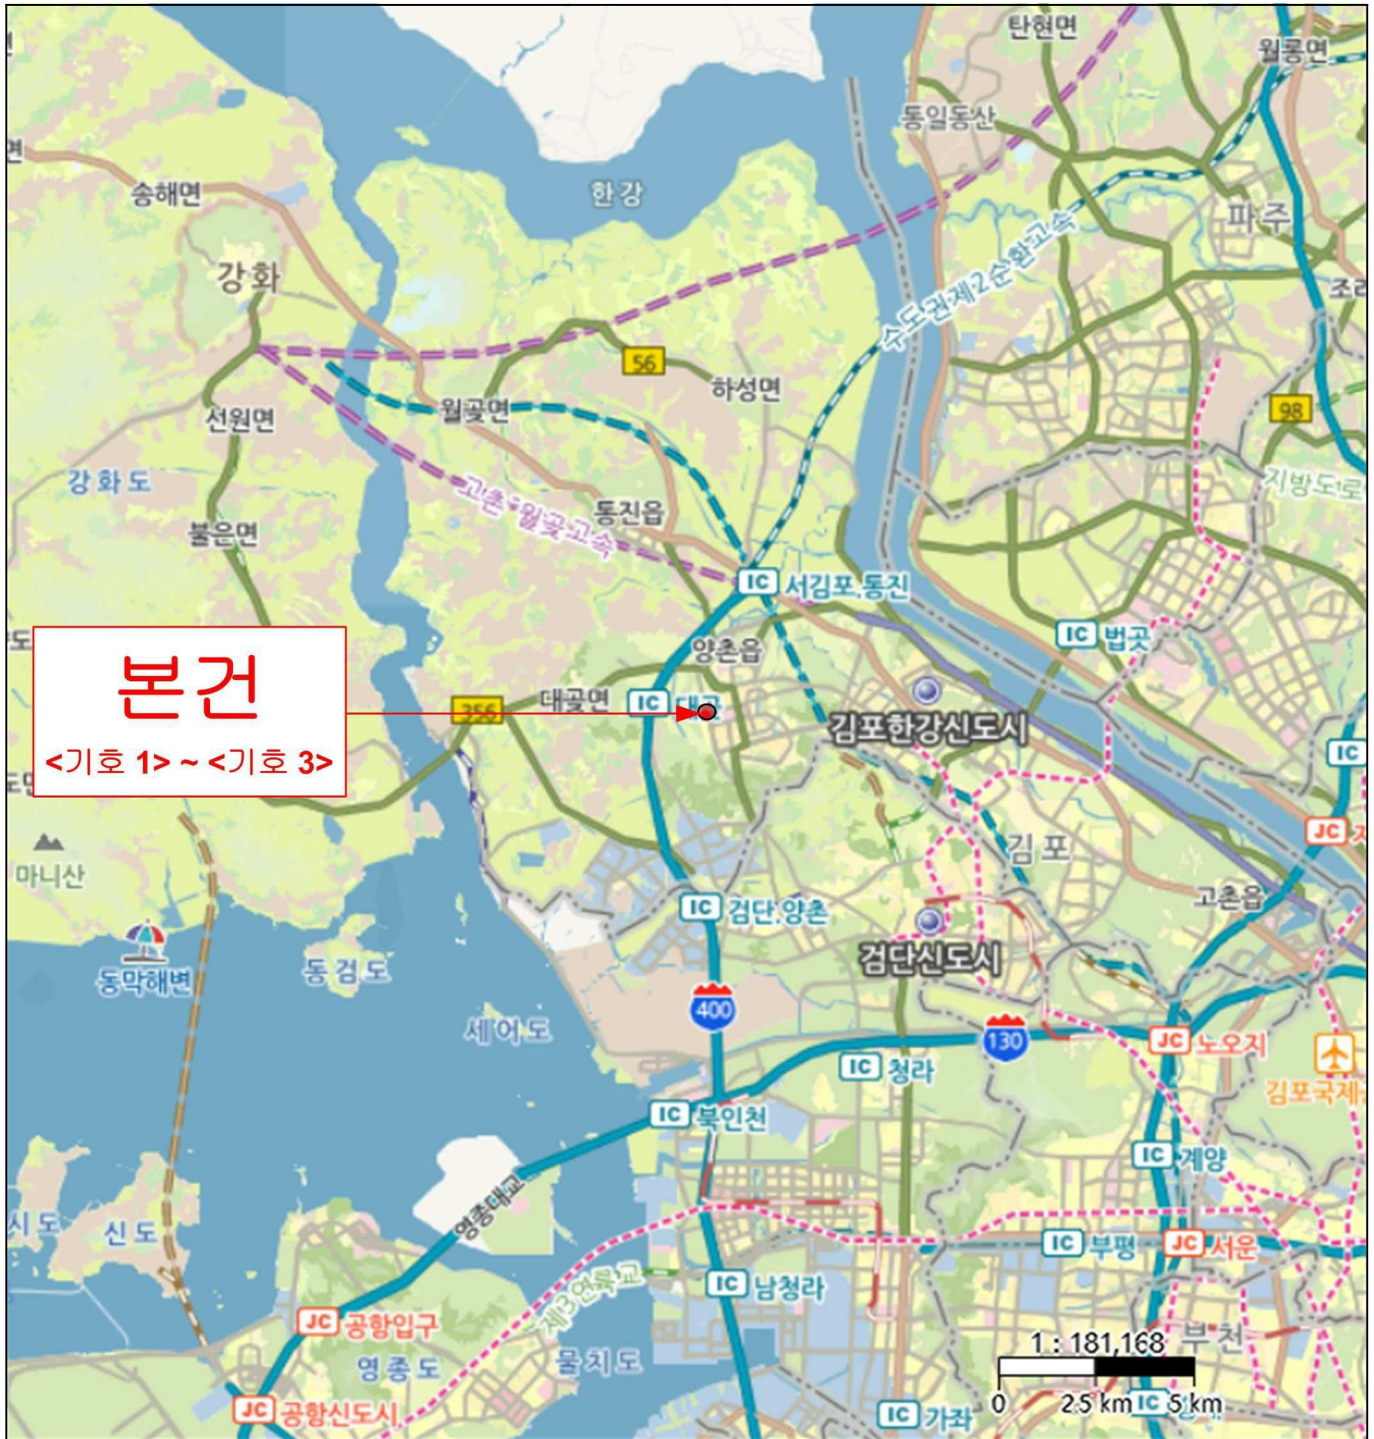 탄현면
월롱면
면
통일동산
송해면
한강
파주
강화
수도권제2순환고속
조리
56
하성면
98
월곶면
선원면
강화도
지방도로
고촌~월곶고속
통진읍
불은면
IC 서김포.통진
IC 법곳
양촌읍
본건
<기호 1> ~ <기호 3>
356
대곶면
IC 대곶
김포한강신도시
IC
JC
마니산
김포
고촌읍
IC 검단.양촌
동막해변
동검도
검단신도시
세어도
400
130
JC 노오지
IC 청라
김포국제
IC 북인천
IC 계양
영종대교
시도
신도
IC 부평
JC 서운
IC 남청라
제3연륙교
JC 공항입구
1 : 181,168
부천
영종도
물치도
0 2.5 km 5 km
IC
JC 공항신도시
IC 가좌